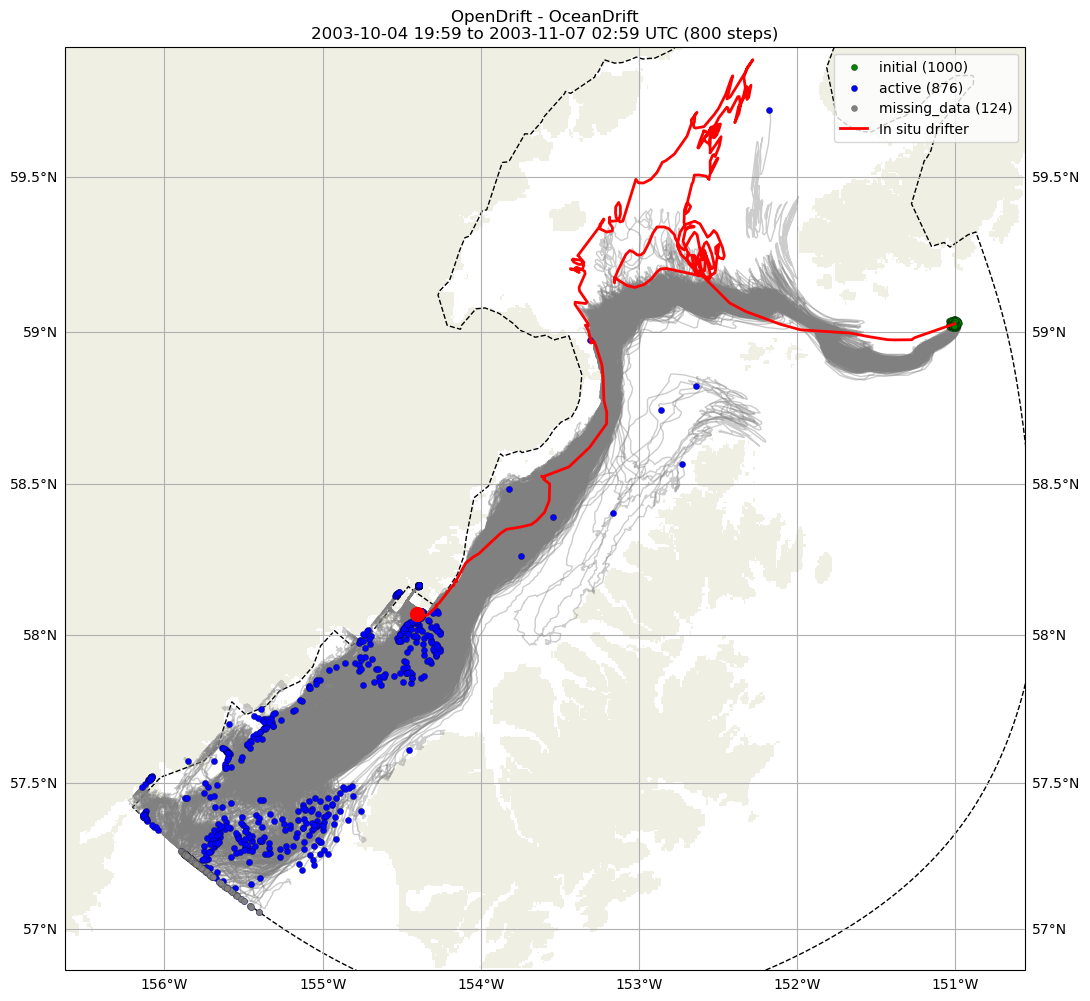 OpenDrift - OceanDrift
2003-10-04 19:59 to 2003-11-07 02:59 UTC (800 steps)
initial (1000)
active (876)
missing_data (124)
In situ drifter
59.5°N
59.5°N
59°N
59°N
58.5°N
58.5°N
58°N
58°N
57.5°N
57.5°N
57°N
57°N
156°W
155°W
154°W
153°W
152°W
151°W